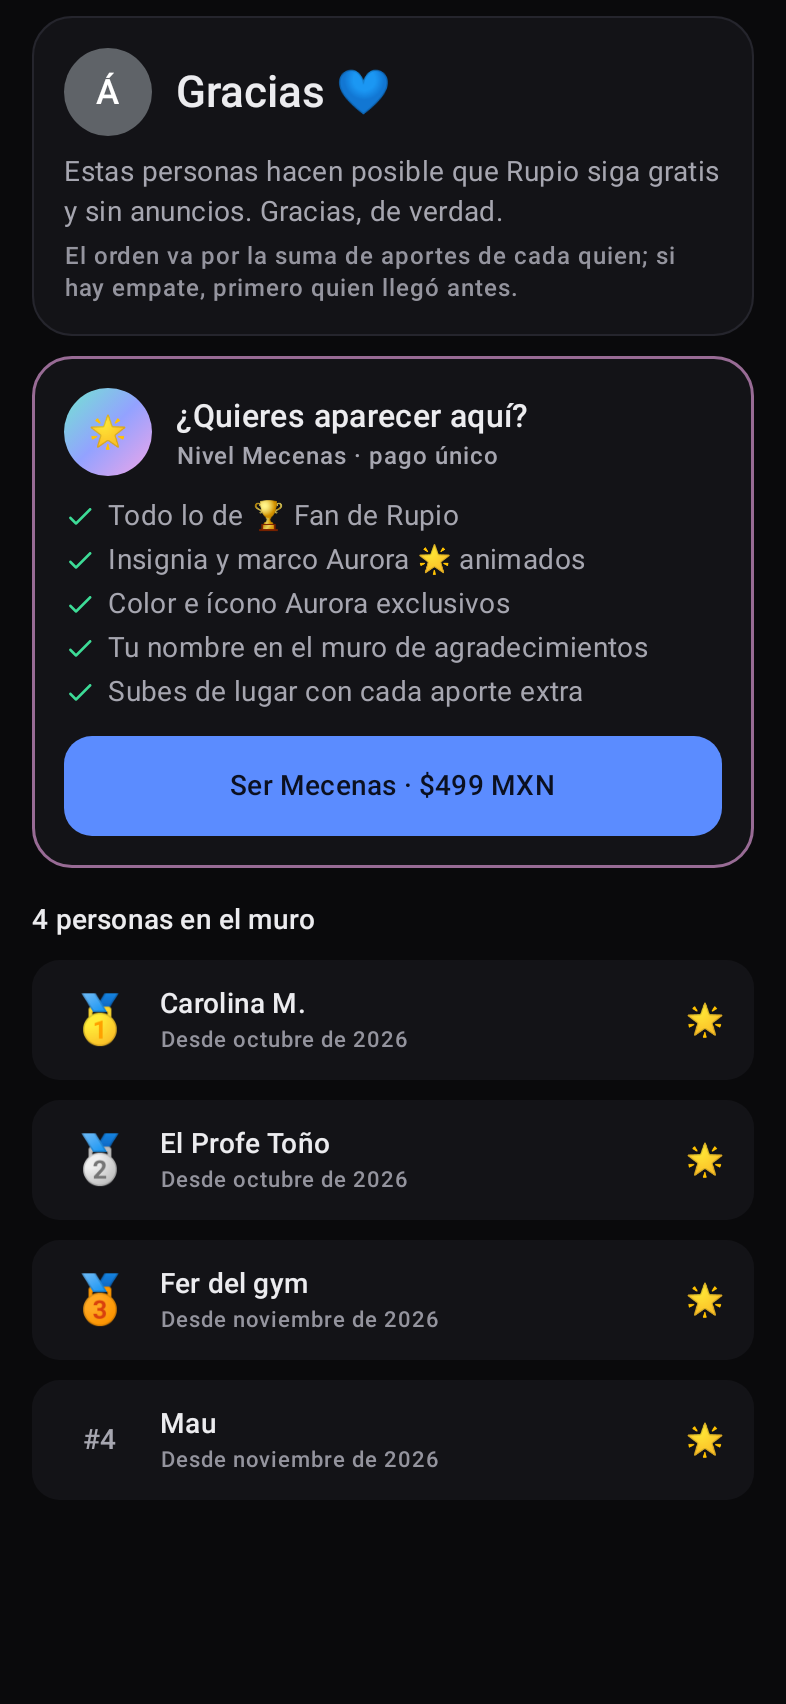 Á
Gracias 💙
Estas personas hacen posible que Rupio siga gratis
y sin anuncios. Gracias, de verdad.
El orden va por la suma de aportes de cada quien; si
hay empate, primero quien llegó antes.
¿Quieres aparecer aquí?
Nivel Mecenas · pago único
Todo lo de 🏆 Fan de Rupio
Insignia y marco Aurora 🌟 animados
Color e ícono Aurora exclusivos
Tu nombre en el muro de agradecimientos
Subes de lugar con cada aporte extra
Ser Mecenas · $499 MXN
4 personas en el muro
1
Carolina M.
Desde octubre de 2026
2
El Profe Toño
Desde octubre de 2026
3
Fer del gym
Desde noviembre de 2026
#4
Mau
Desde noviembre de 2026